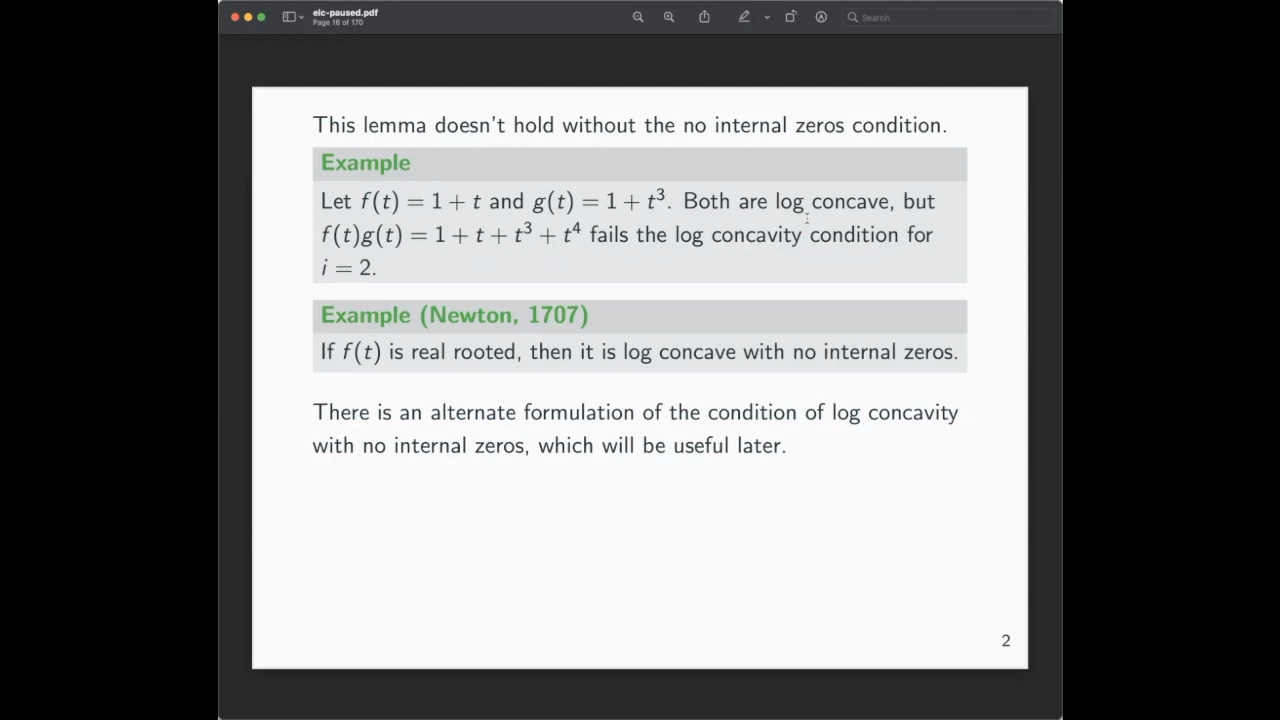 elc-paused.pdf
Page 16 of 170
Search
This lemma doesn't hold without the no internal zeros condition.
Example
Let f(t) = 1 + t and g(t) = 1 + t³. Both are log concave, but
f(t)g(t) = 1 + t + t³ + t⁴ fails the log concavity condition for
i = 2.
Example (Newton, 1707)
If f(t) is real rooted, then it is log concave with no internal zeros.
There is an alternate formulation of the condition of log concavity
with no internal zeros, which will be useful later.
2